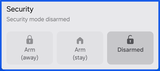 Security
Security mode disarmed
Arm
(away)
Arm
(stay)
Disarmed